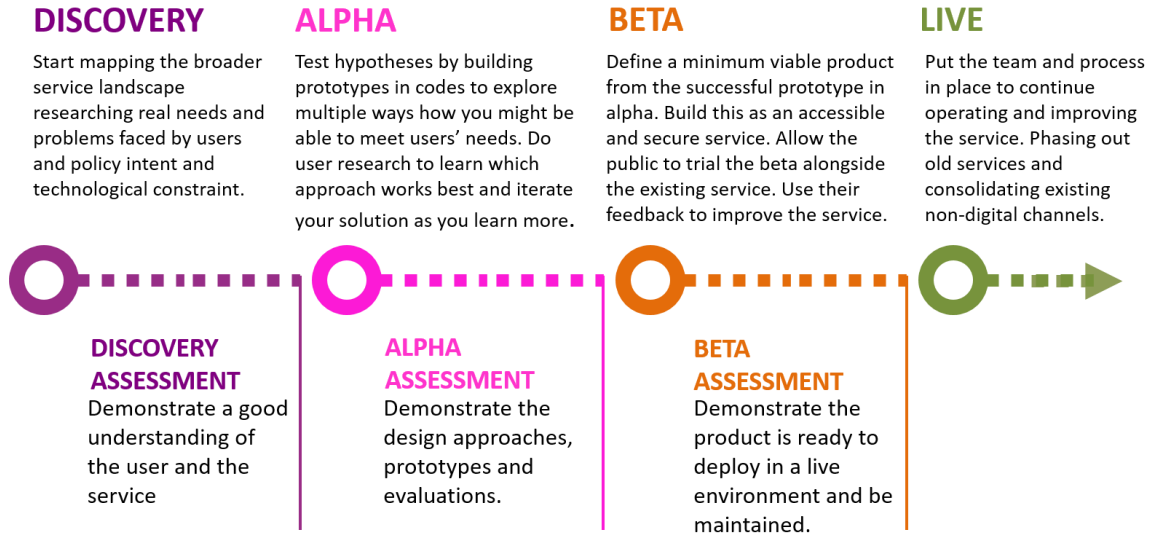 DISCOVERY
Start mapping the broader
service landscape
researching real needs and
problems faced by users
and policy intent and
technological constraint.
ALPHA
Test hypotheses by building
prototypes in codes to explore
multiple ways how you might be
able to meet users’ needs. Do
user research to learn which
approach works best and iterate
your solution as you learn more.
BETA
Define a minimum viable product
from the successful prototype in
alpha. Build this as an accessible
and secure service. Allow the
public to trial the beta alongside
the existing service. Use their
feedback to improve the service.
LIVE
Put the team and process
in place to continue
operating and improving
the service. Phasing out
old services and
consolidating existing
non-digital channels.
DISCOVERY
ASSESSMENT
Demonstrate a good
understanding of
the user and the
service
ALPHA
ASSESSMENT
Demonstrate the
design approaches,
prototypes and
evaluations.
BETA
ASSESSMENT
Demonstrate the
product is ready to
deploy in a live
environment and be
maintained.